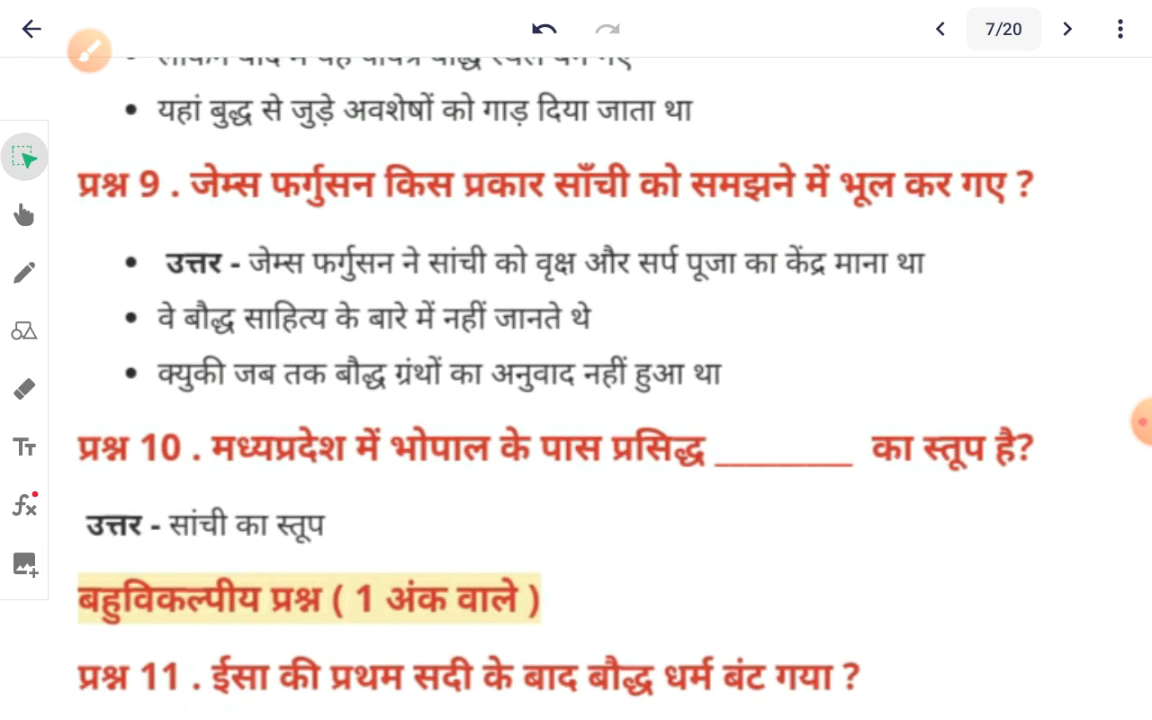 7/20
यहां बुद्ध से जुड़े अवशेषों को गाड़ दिया जाता था
प्रश्न 9 . जेम्स फर्गुसन किस प्रकार साँची को समझने में भूल कर गए ?
उत्तर - जेम्स फर्गुसन ने सांची को वृक्ष और सर्प पूजा का केंद्र माना था
वे बौद्ध साहित्य के बारे में नहीं जानते थे
क्युकी जब तक बौद्ध ग्रंथों का अनुवाद नहीं हुआ था
प्रश्न 10 . मध्यप्रदेश में भोपाल के पास प्रसिद्ध ________ का स्तूप है?
उत्तर - सांची का स्तूप
बहुविकल्पीय प्रश्न ( 1 अंक वाले )
प्रश्न 11 . ईसा की प्रथम सदी के बाद बौद्ध धर्म बंट गया ?
Tт
fx